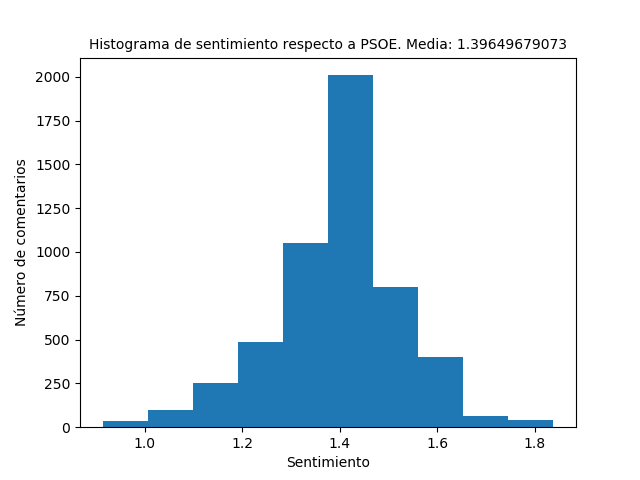 Histograma de sentimiento respecto a PSOE. Media: 1.39649679073
2000
1750
1500
1250
1000
750
500
250
0
Número de comentarios
1.0 1.2 1.4 1.6 1.8
Sentimiento